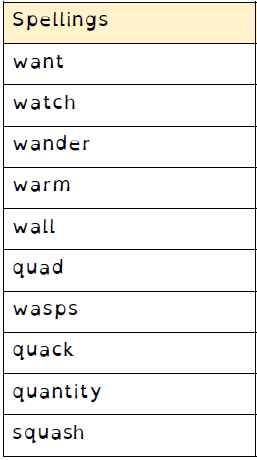 Spellings
want
watch
wander
warm
wall
quad
wasps
quack
quantity
squash